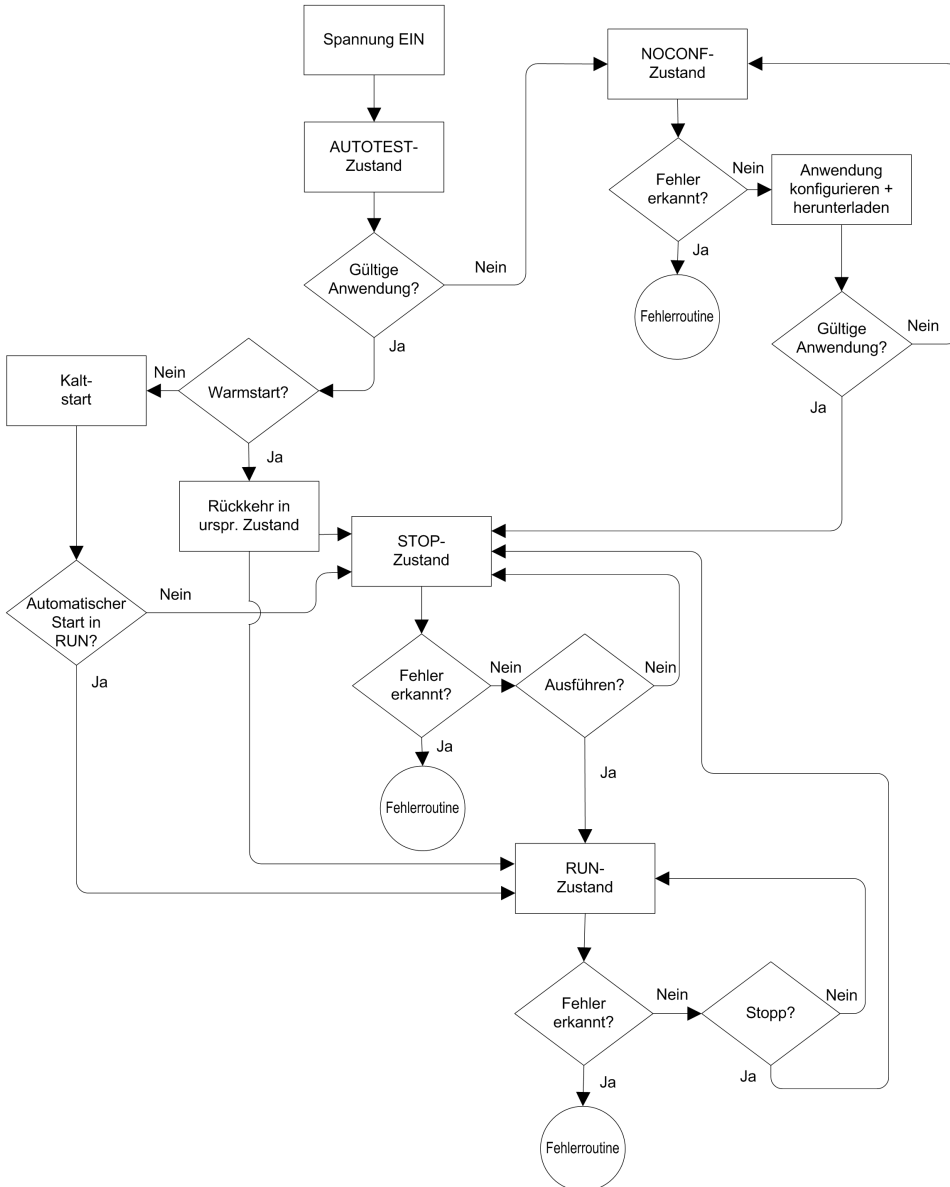 Spannung EIN
NOCONF-
Zustand
AUTOTEST-
Zustand
Fehler
erkannt?
Nein
Anwendung
konfigurieren +
herunterladen
Ja
Gültige
Anwendung?
Nein
Ja
Fehlerroutine
Gültige
Anwendung?
Nein
Ja
Kalt-
start
Nein
Warmstart?
Ja
Rückkehr in
urspr. Zustand
STOP-
Zustand
Automatischer
Start in
RUN?
Nein
Ja
Fehler
erkannt?
Nein
Ausführen?
Nein
Ja
Ja
Fehlerroutine
RUN-
Zustand
Fehler
erkannt?
Nein
Stopp?
Nein
Ja
Ja
Fehlerroutine